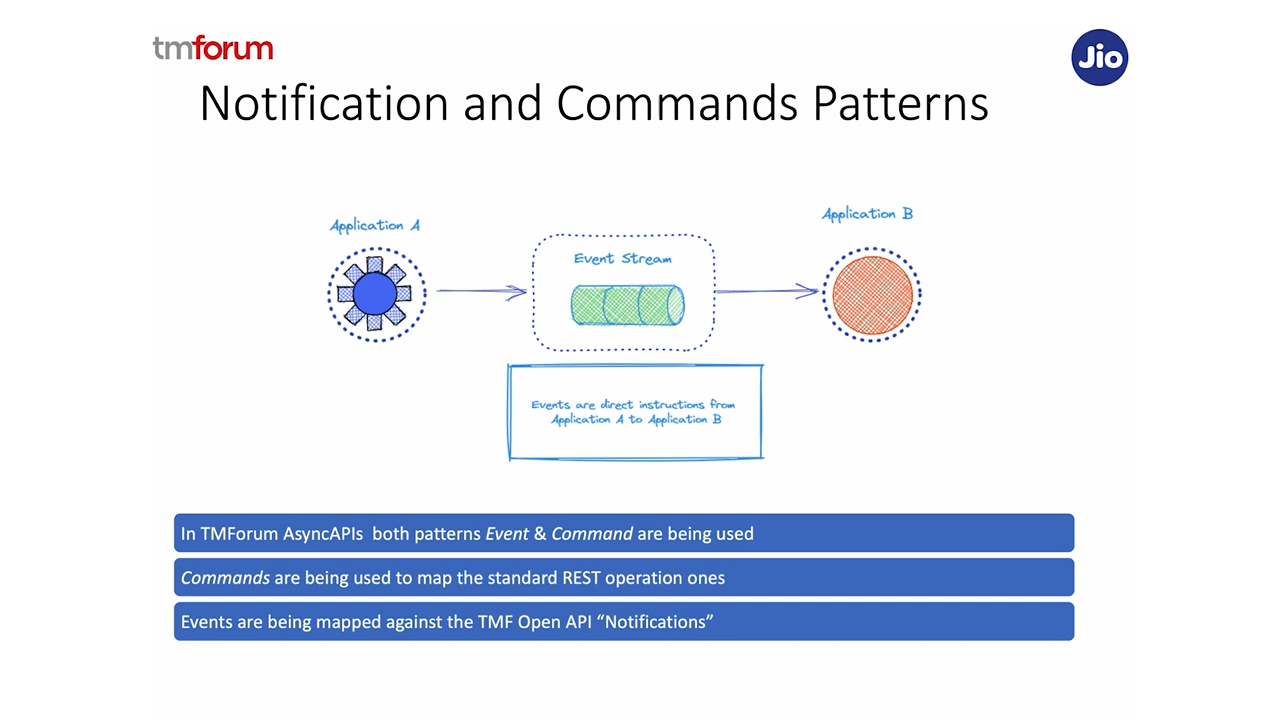 tmforum
Jio
Notification and Commands Patterns
Application A
Application B
Event Stream
Events are direct instructions from
Application A to Application B
In TMForum AsyncAPIs  both patterns Event & Command are being used
Commands are being used to map the standard REST operation ones
Events are being mapped against the TMF Open API “Notifications”